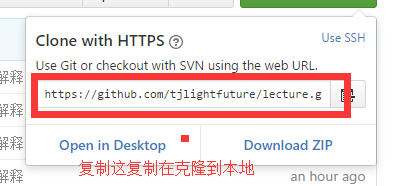 解释
Clone with HTTPS ?
Use SSH
Use Git or checkout with SVN using the web URL.
解释
https://github.com/tjlightfuture/lecture.g
解释
解释
Open in Desktop
Download ZIP
复制这复制在克隆到本地
an hour ago